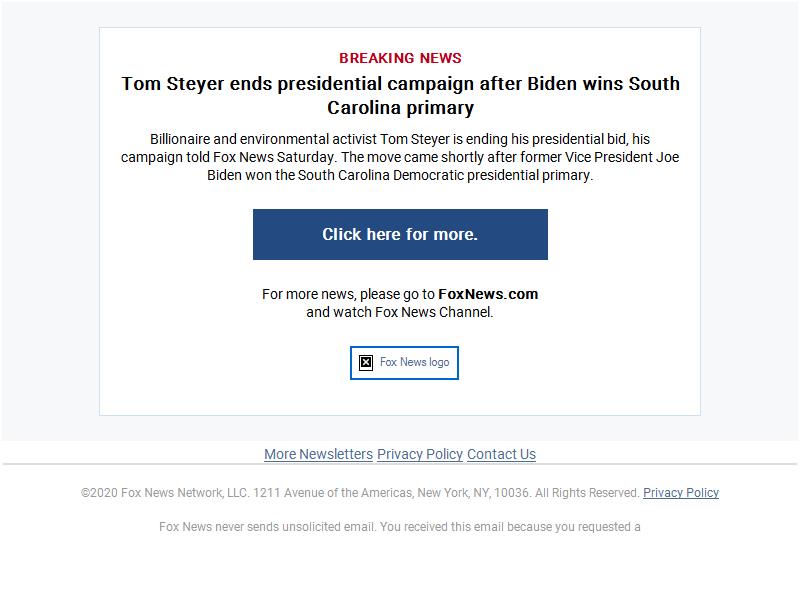 BREAKING NEWS
Tom Steyer ends presidential campaign after Biden wins South
Carolina primary
Billionaire and environmental activist Tom Steyer is ending his presidential bid, his
campaign told Fox News Saturday. The move came shortly after former Vice President Joe
Biden won the South Carolina Democratic presidential primary.
Click here for more.
For more news, please go to FoxNews.com
and watch Fox News Channel.
Fox News logo
More Newsletters Privacy Policy Contact Us
©2020 Fox News Network, LLC. 1211 Avenue of the Americas, New York, NY, 10036. All Rights Reserved. Privacy Policy
Fox News never sends unsolicited email. You received this email because you requested a